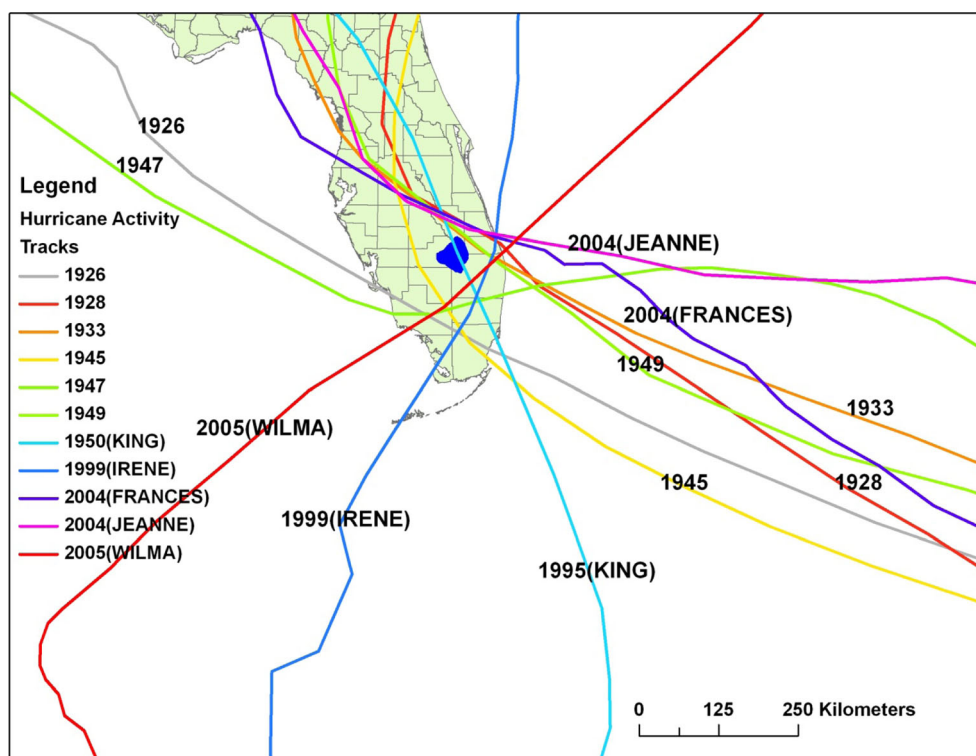 1926
1947
Legend
Hurricane Activity
Tracks
1926
1928
1933
1945
1947
1949
1950(KING)
1999(IRENE)
2004(FRANCES)
2004(JEANNE)
2005(WILMA)
2004(JEANNE)
2004(FRANCES)
1949
1933
2005(WILMA)
1928
1945
1999(IRENE)
1995(KING)
0 125 250 Kilometers